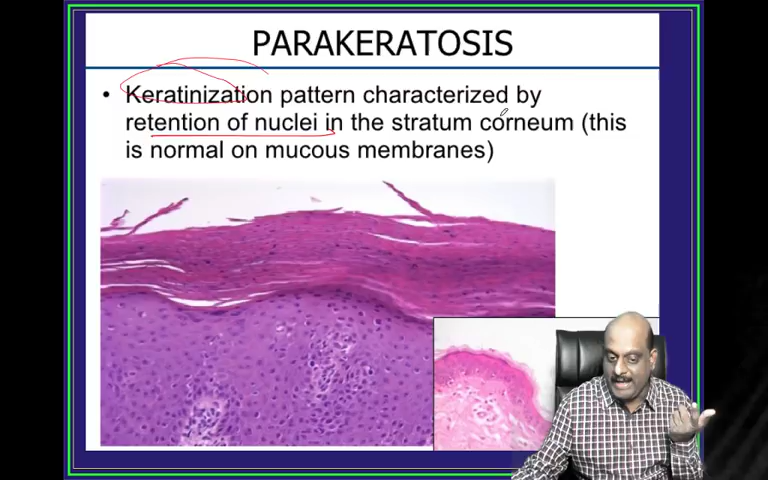 PARAKERATOSIS
• Keratinization pattern characterized by
retention of nuclei in the stratum corneum (this
is normal on mucous membranes)